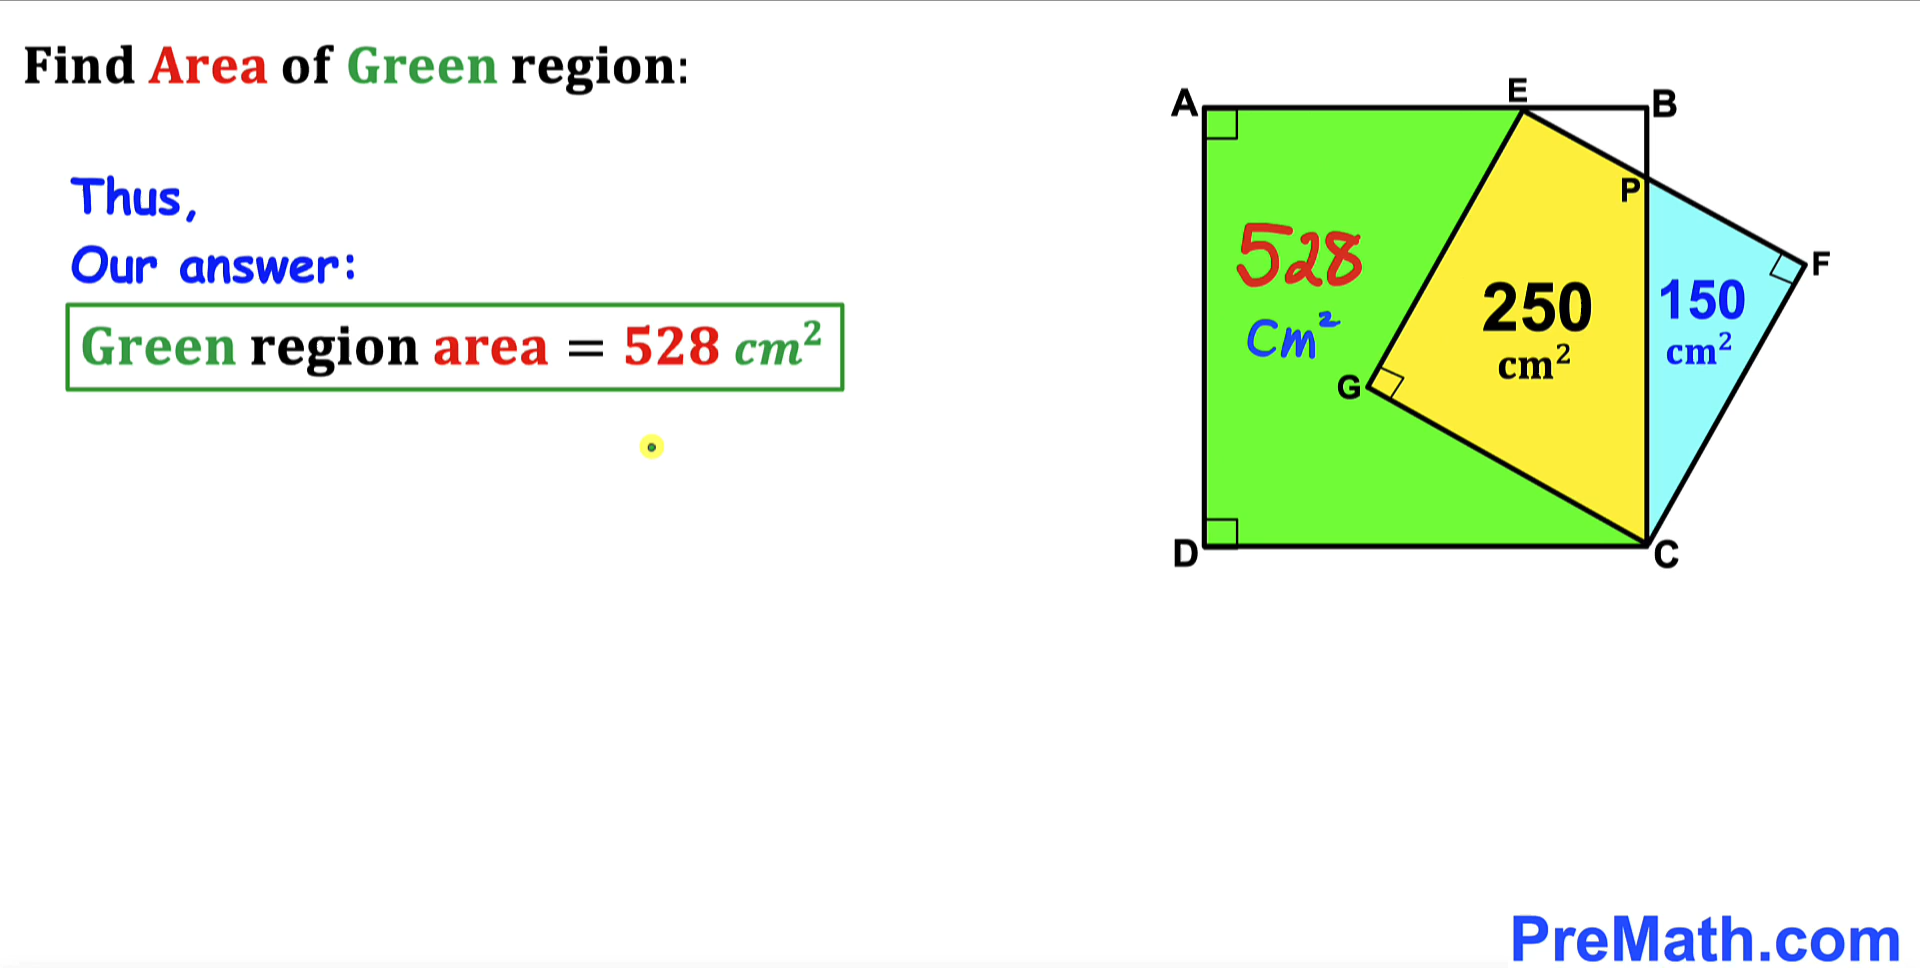 Find Area of Green region:
Thus,
Our answer:
Green region area = 528 cm²
A
E
B
P
F
528
cm²
250
cm²
150
cm²
G
D
C
PreMath.com